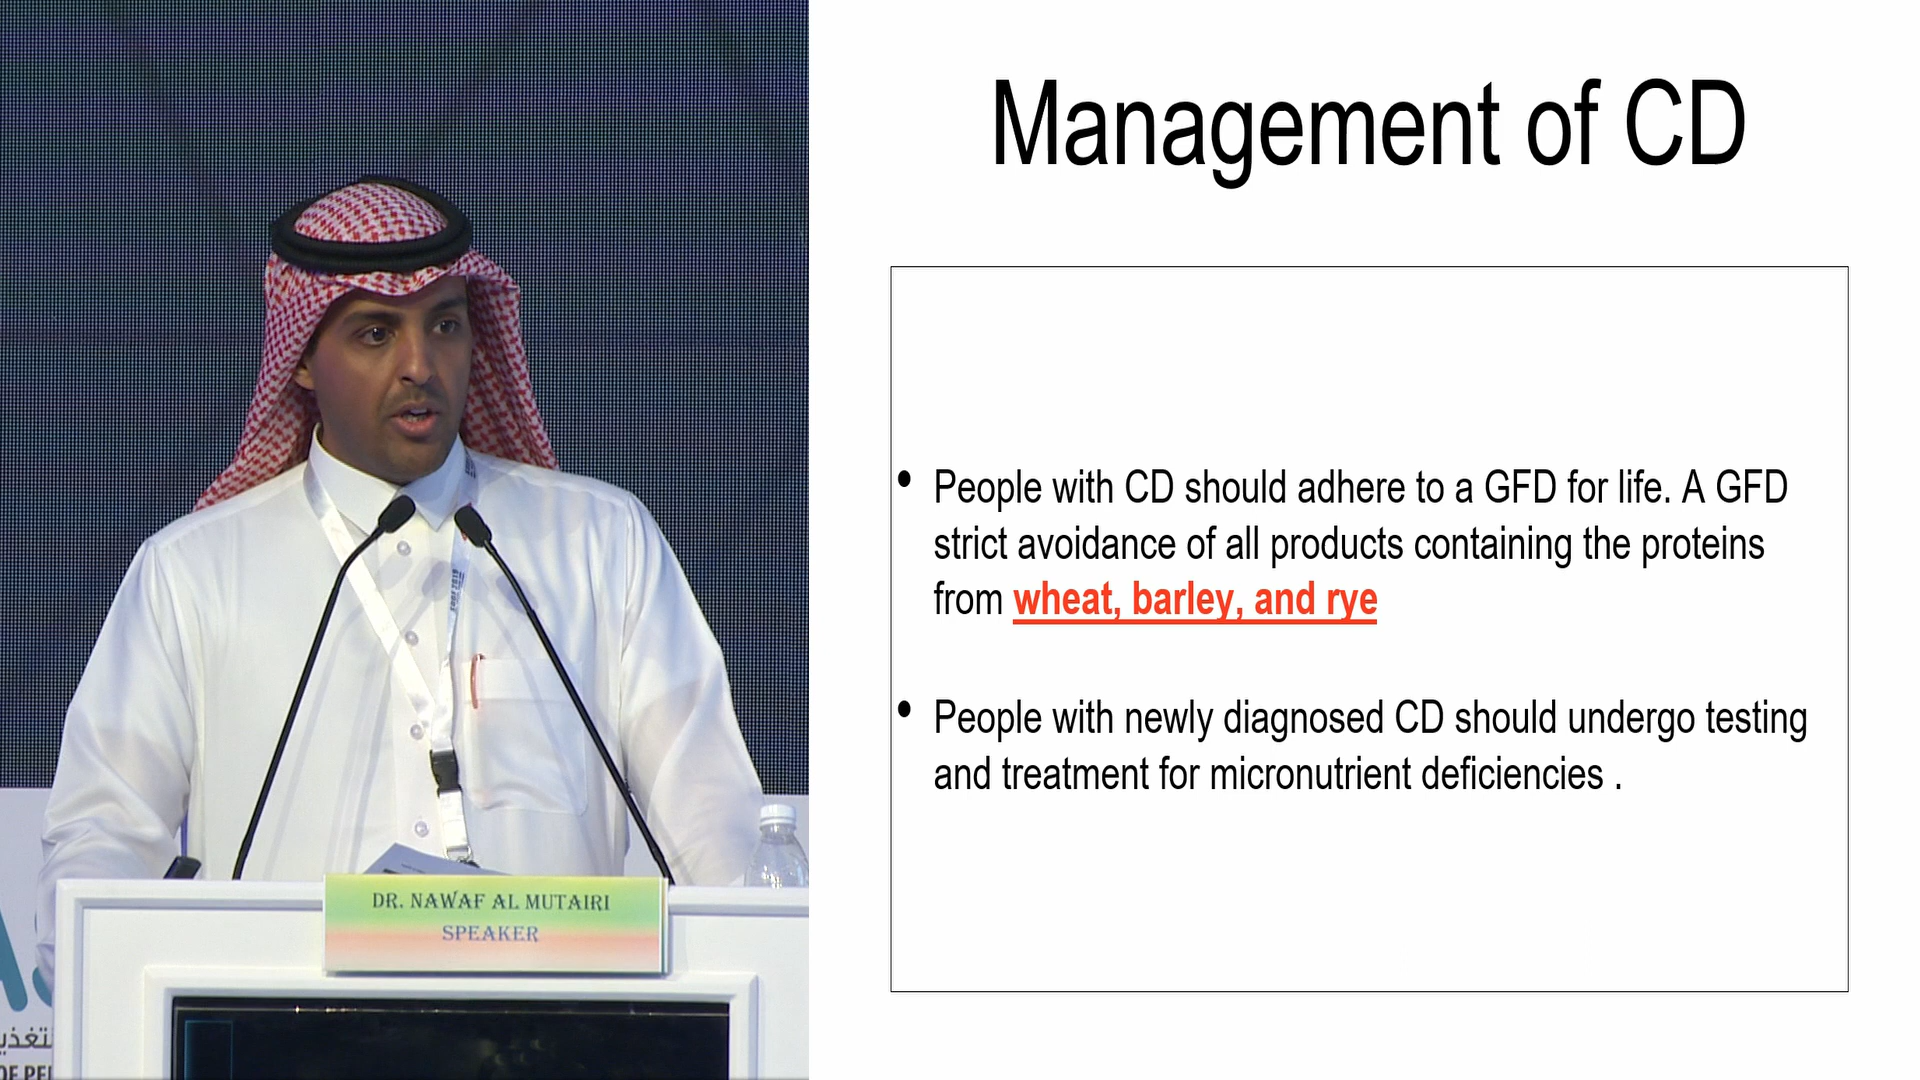 Management of CD
• People with CD should adhere to a GFD for life. A GFD
strict avoidance of all products containing the proteins
from wheat, barley, and rye
• People with newly diagnosed CD should undergo testing
and treatment for micronutrient deficiencies .
DR. NAWAF AL MUTAIRI
SPEAKER
OF